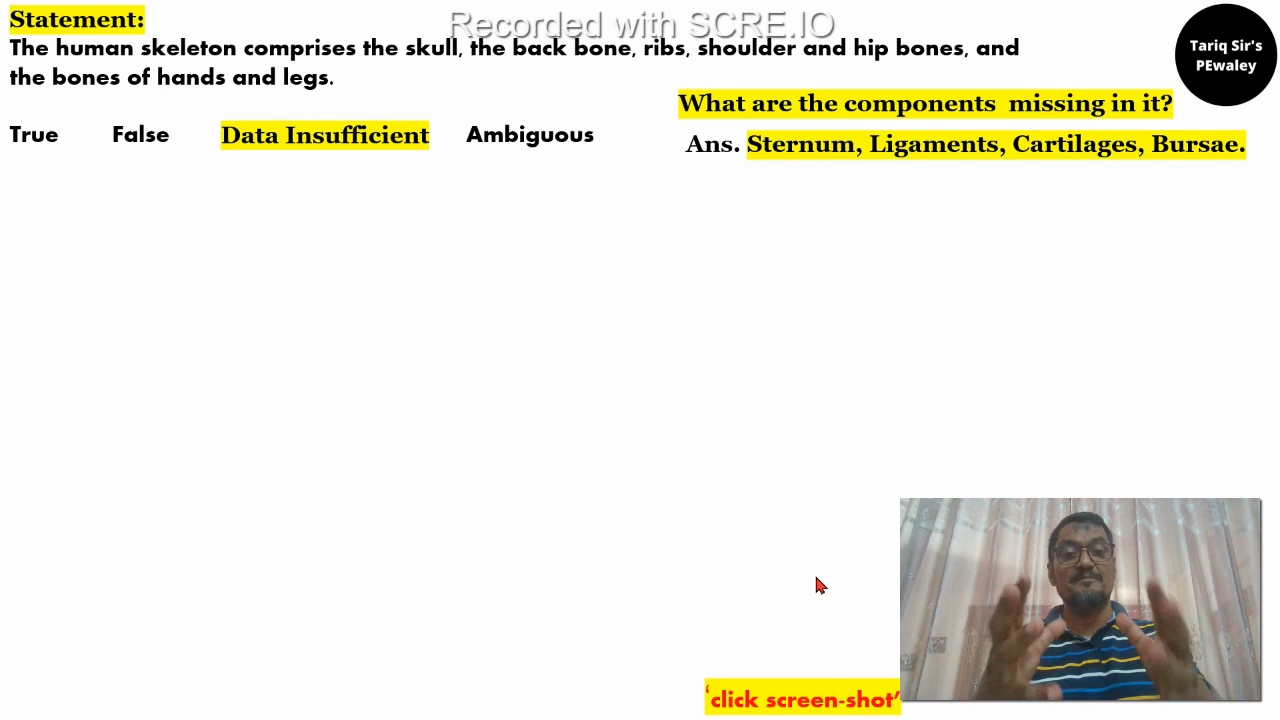 Statement:
Recorded with SCRE.IO
The human skeleton comprises the skull, the back bone, ribs, shoulder and hip bones, and
the bones of hands and legs.
Tariq Sir's
PEwaley
What are the components missing in it?
True False Data Insufficient Ambiguous
Ans. Sternum, Ligaments, Cartilages, Bursae.
‘click screen-shot’